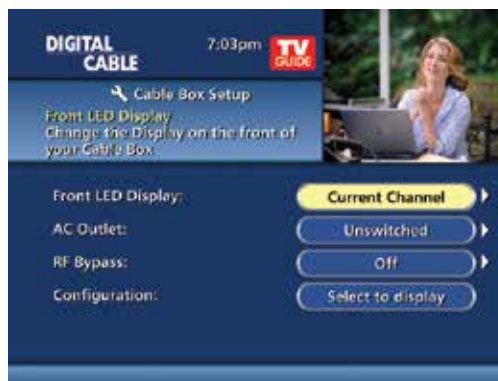 DIGITAL
CABLE
7:03pm
TV
GUIDE
Cable Box Setup
Front LED Display
Change the Display on the front of
your Cable Box
Front LED Display: Current Channel
AC Outlet: Unswitched
RF Bypass: Off
Configuration: Select to display